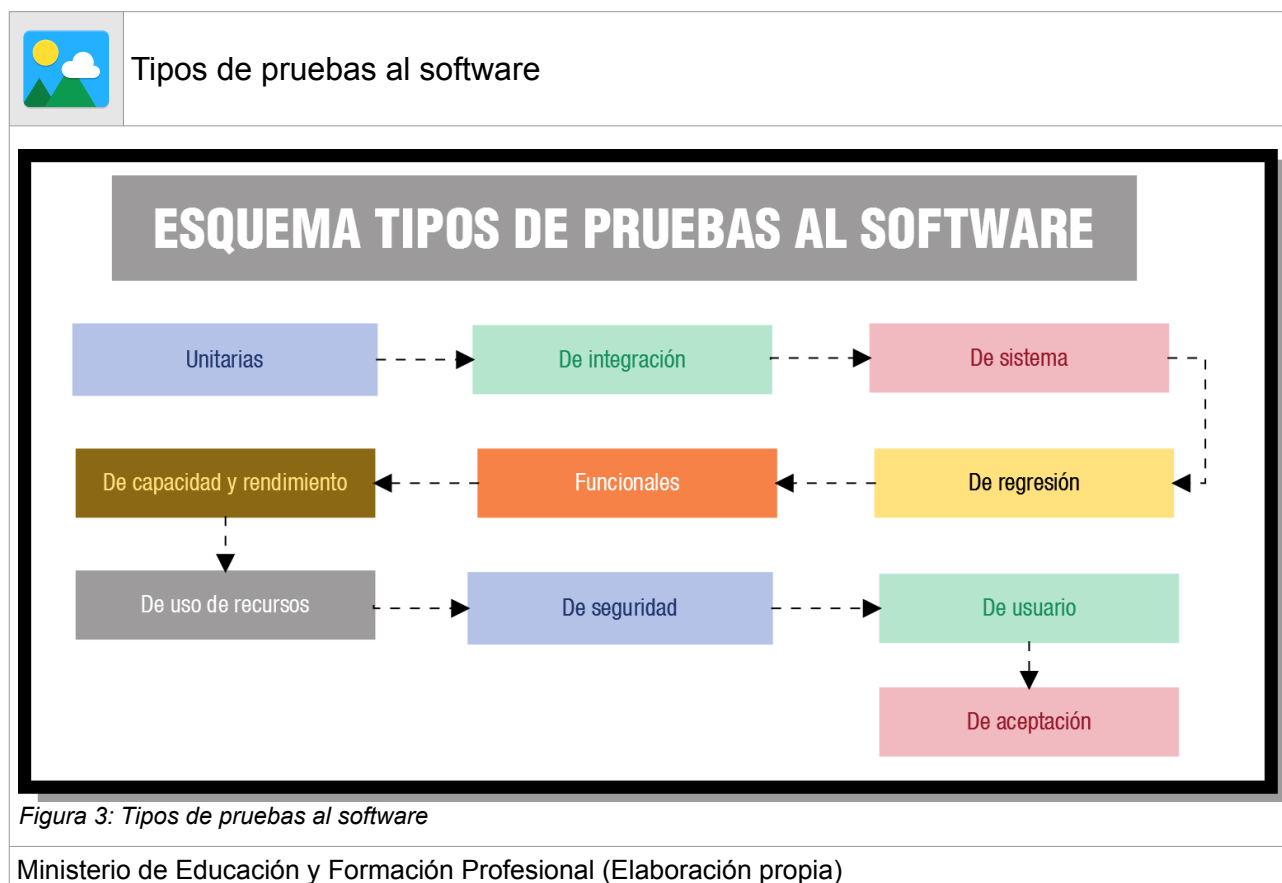 Tipos de pruebas al software
ESQUEMA TIPOS DE PRUEBAS AL SOFTWARE
Unitarias
De integración
De sistema
De regresión
Funcionales
De capacidad y rendimiento
De uso de recursos
De seguridad
De usuario
De aceptación
Figura 3: Tipos de pruebas al software
Ministerio de Educación y Formación Profesional (Elaboración propia)